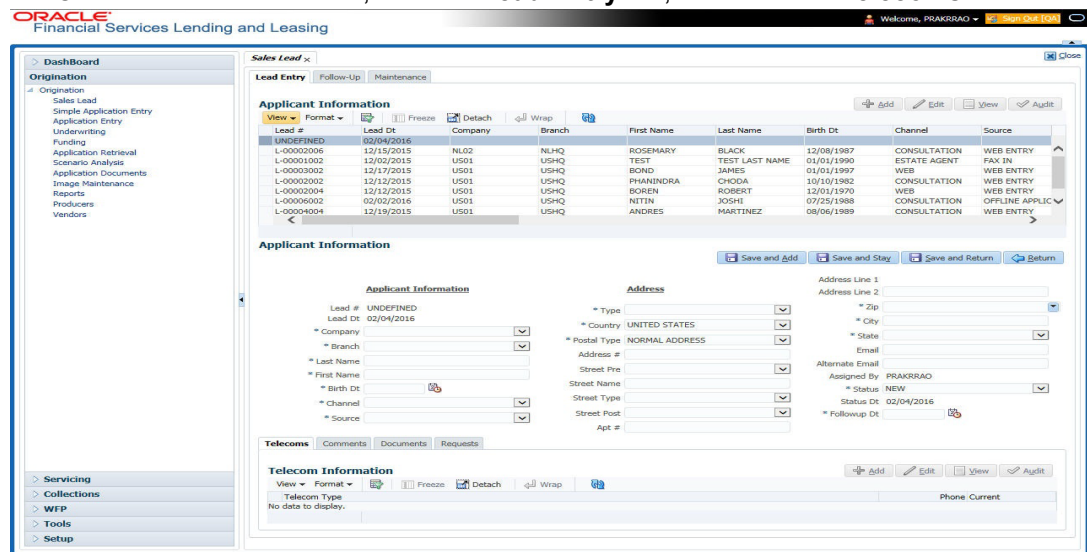 ORACLE
Financial Services Lending and Leasing
Welcome, PRAKRRAO Sign Out [QA]
Close
DashBoard
Origination
Origination
Sales Lead
Simple Application Entry
Application Entry
Underwriting
Funding
Application Retrieval
Scenario Analysis
Application Documents
Image Maintenance
Reports
Producers
Vendors
Servicing
Collections
WFP
Tools
Setup
Sales Lead ×
Lead Entry Follow-Up Maintenance
Applicant Information
Add Edit View Audit
View Format Freeze Detach Wrap
Lead # Lead Dt Company Branch First Name Last Name Birth Dt Channel Source
UNDEFINED 02/04/2016
L-00002006 12/15/2015 NL02 NLHQ ROSEMARY BLACK 12/08/1987 CONSULTATION WEB ENTRY
L-00001002 12/02/2015 US01 USHQ TEST TEST LAST NAME 01/01/1990 ESTATE AGENT FAX IN
L-00003002 12/17/2015 US01 USHQ BOND JAMES 01/01/1997 WEB WEB ENTRY
L-00002002 12/12/2015 US01 USHQ PHANINDRA CHODA 10/10/1982 CONSULTATION WEB ENTRY
L-00002004 12/12/2015 US01 USHQ BOREN ROBERT 12/01/1970 WEB WEB ENTRY
L-00006002 02/02/2016 US01 USHQ NITIN JOSHI 07/25/1988 CONSULTATION OFFLINE APPLIC
L-00004004 12/19/2015 US01 USHQ ANDRES MARTINEZ 08/06/1989 CONSULTATION WEB ENTRY
Applicant Information
Save and Add Save and Stay Save and Return Return
Applicant Information
Lead # UNDEFINED
Lead Dt 02/04/2016
* Company
* Branch
* Last Name
* First Name
* Birth Dt
* Channel
* Source
Address
* Type
* Country UNITED STATES
* Postal Type NORMAL ADDRESS
Address #
Street Pre
Street Name
Street Type
Street Post
Apt #
Address Line 1
Address Line 2
* Zip
* City
* State
Email
Alternate Email
Assigned By PRAKRRAO
* Status NEW
Status Dt 02/04/2016
* Followup Dt
Telecoms Comments Documents Requests
Telecom Information
Add Edit View Audit
View Format Freeze Detach Wrap
Telecom Type Phone Current
No data to display.